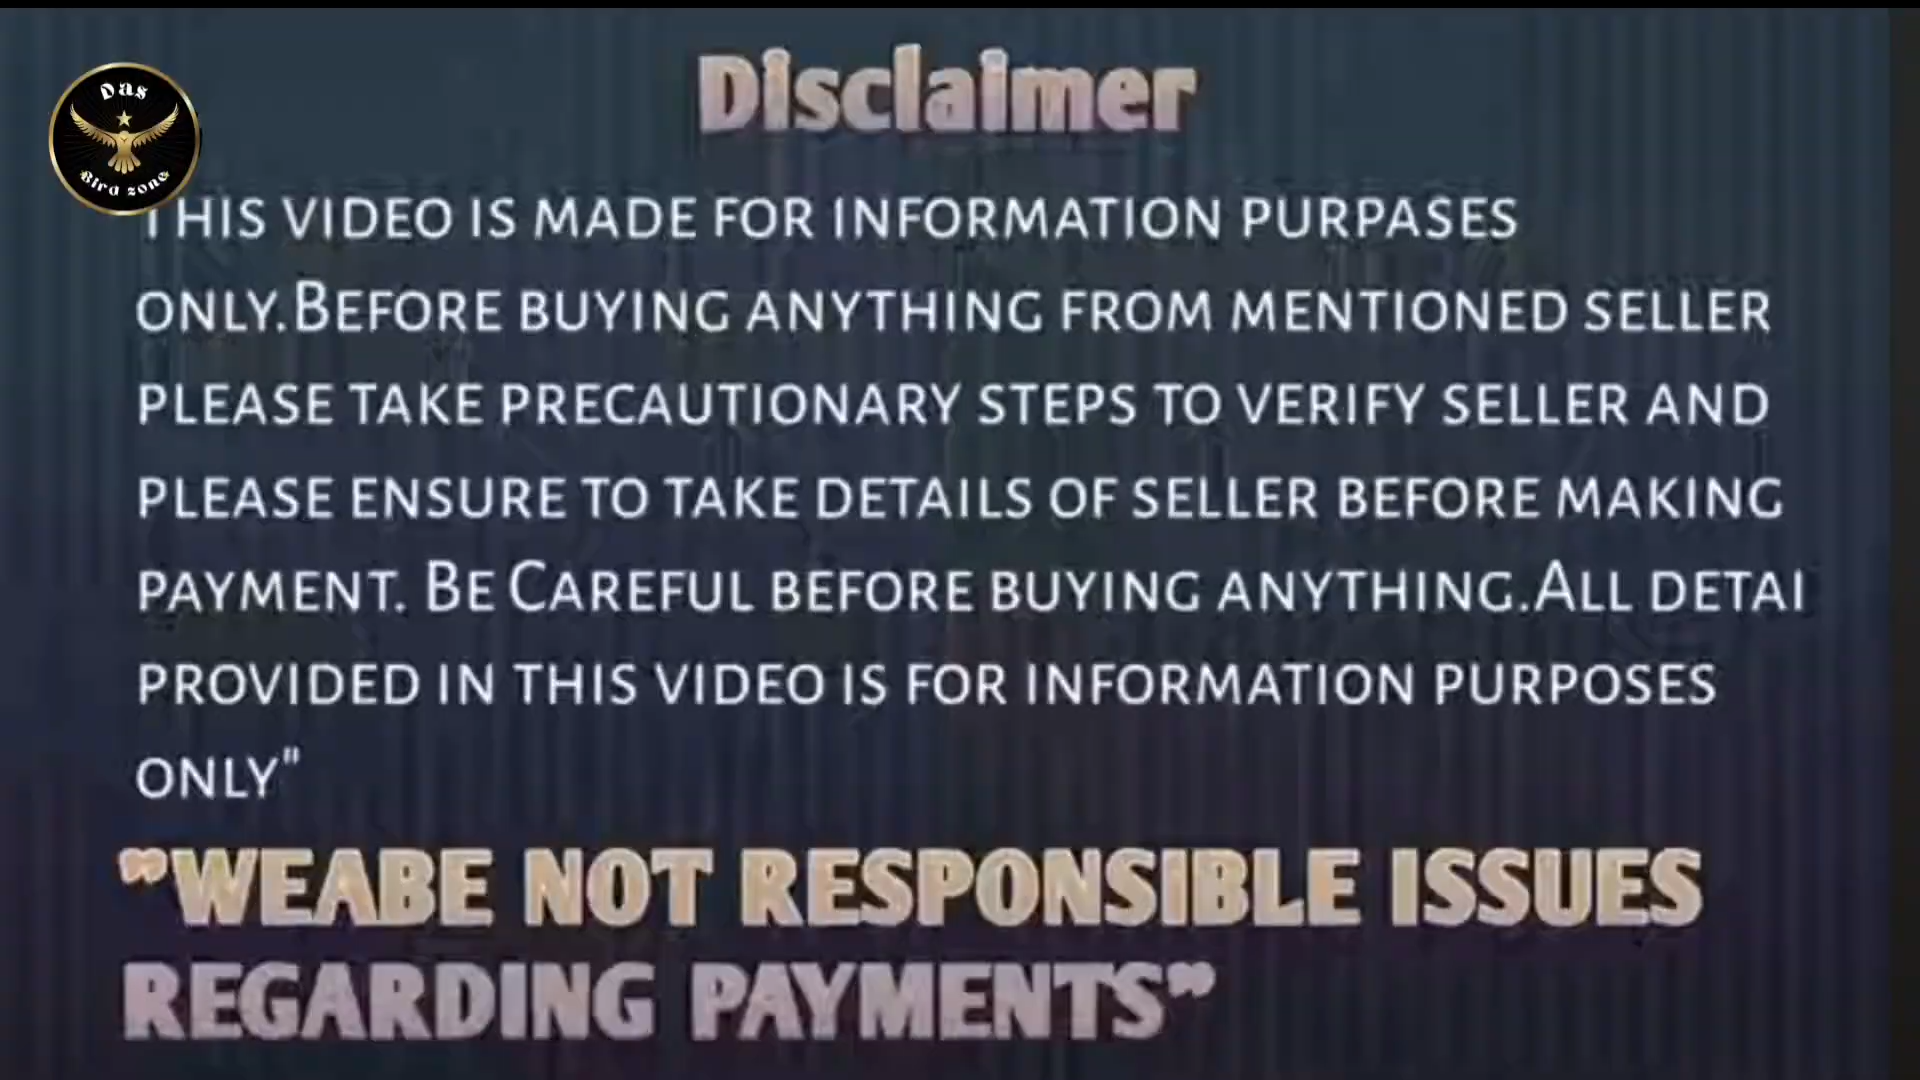 Disclaimer
Das
Bird zone
THIS VIDEO IS MADE FOR INFORMATION PURPASES
ONLY.BEFORE BUYING ANYTHING FROM MENTIONED SELLER
PLEASE TAKE PRECAUTIONARY STEPS TO VERIFY SELLER AND
PLEASE ENSURE TO TAKE DETAILS OF SELLER BEFORE MAKING
PAYMENT. BE CAREFUL BEFORE BUYING ANYTHING.ALL DETAI
PROVIDED IN THIS VIDEO IS FOR INFORMATION PURPOSES
ONLY"
"WEABE NOT RESPONSIBLE ISSUES
REGARDING PAYMENTS"